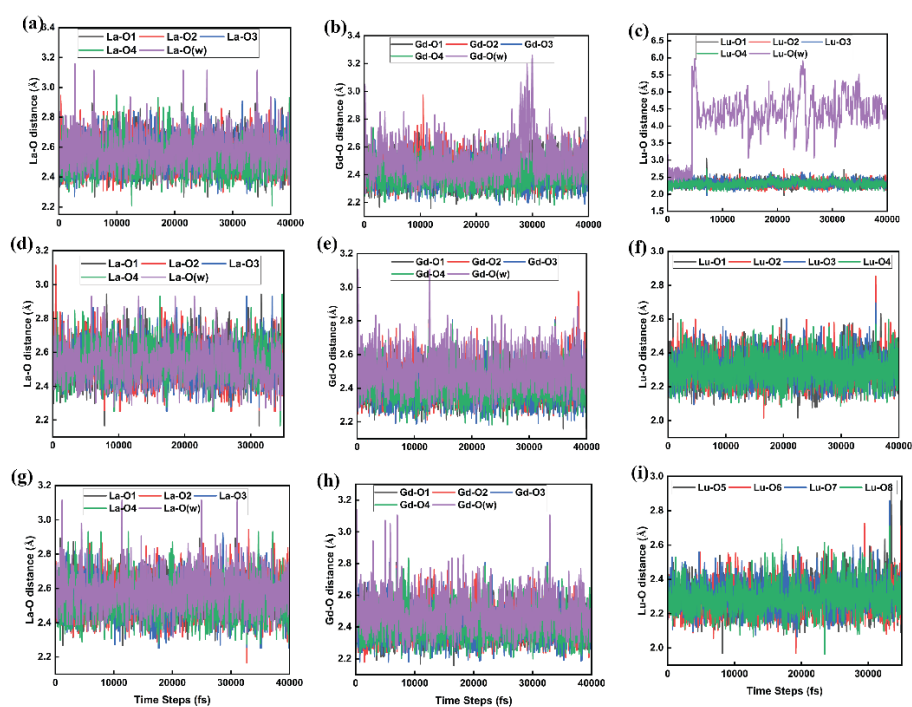 (a)
La-O1 La-O2 La-O3
La-O4 La-O(w)
La-O distance (Å)
3.4
3.2
3.0
2.8
2.6
2.4
2.2
0 10000 20000 30000 40000
(b)
Gd-O1 Gd-O2 Gd-O3
Gd-O4 Gd-O(w)
Gd-O distance (Å)
3.4
3.2
3.0
2.8
2.6
2.4
2.2
0 10000 20000 30000 40000
(c)
Lu-O1 Lu-O2 Lu-O3
Lu-O4 Lu-O(w)
Lu-O distance (Å)
6.5
6.0
5.5
5.0
4.5
4.0
3.5
3.0
2.5
2.0
1.5
0 10000 20000 30000 40000
(d)
La-O1 La-O2 La-O3
La-O4 La-O(w)
La-O distance (Å)
3.2
3.0
2.8
2.6
2.4
2.2
0 10000 20000 30000
(e)
Gd-O1 Gd-O2 Gd-O3
Gd-O4 Gd-O(w)
Gd-O distance (Å)
3.2
3.0
2.8
2.6
2.4
2.2
0 10000 20000 30000 40000
(f)
Lu-O1 Lu-O2 Lu-O3 Lu-O4
Lu-O distance (Å)
3.1
2.8
2.6
2.3
2.0
0 10000 20000 30000 40000
(g)
La-O1 La-O2 La-O3
La-O4 La-O(w)
La-O distance (Å)
3.2
3.0
2.8
2.6
2.4
2.2
0 10000 20000 30000 40000
Time Steps (fs)
(h)
Gd-O1 Gd-O2 Gd-O3
Gd-O4 Gd-O(w)
Gd-O distance (Å)
3.2
3.0
2.8
2.6
2.4
2.2
0 10000 20000 30000 40000
Time Steps (fs)
(i)
Lu-O5 Lu-O6 Lu-O7 Lu-O8
Lu-O distance (Å)
3.0
2.9
2.7
2.6
2.4
2.3
2.2
2.0
1.9
0 10000 20000 30000
Time Steps (fs)